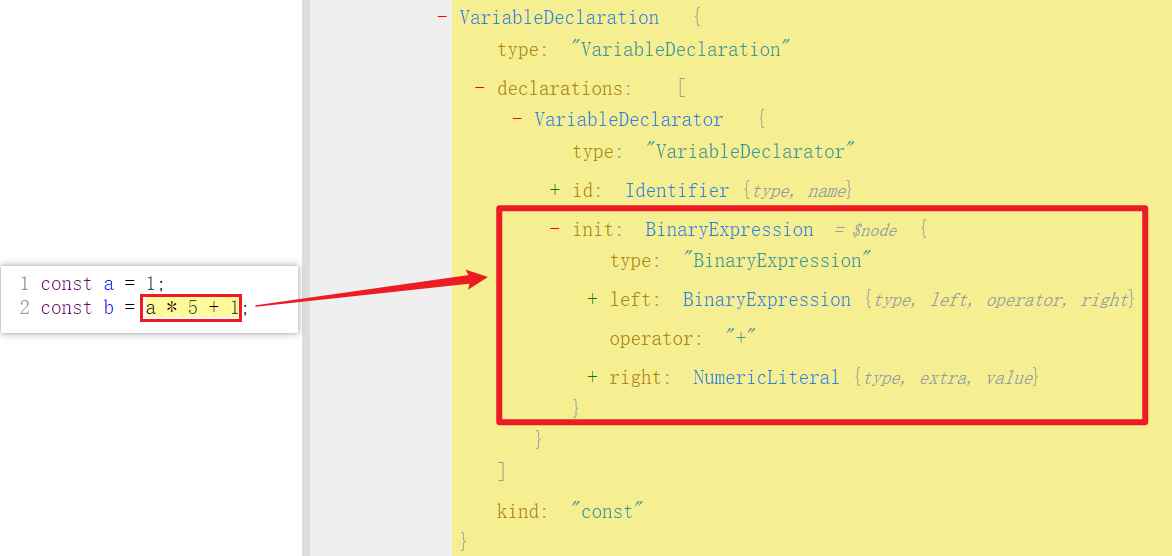 1 const a = 1;
2 const b = a * 5 + 1;
- VariableDeclaration {
type: "VariableDeclaration"
- declarations: [
- VariableDeclarator {
type: "VariableDeclarator"
+ id: Identifier {type, name}
- init: BinaryExpression = $node {
type: "BinaryExpression"
+ left: BinaryExpression {type, left, operator, right}
operator: "+"
+ right: NumericLiteral {type, extra, value}
}
}
]
kind: "const"
}